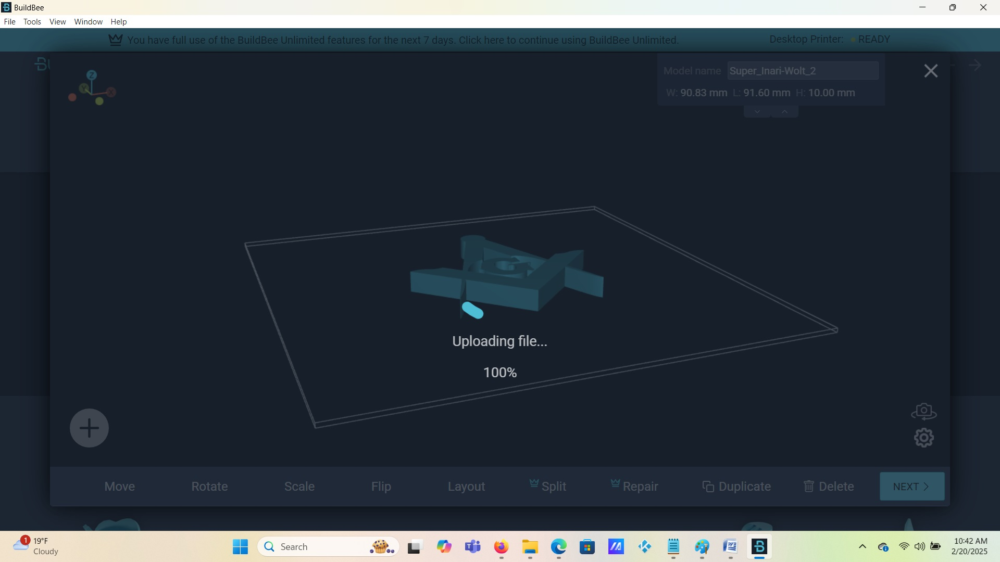 BuildBee
File Tools View Window Help
You have full use of the BuildBee Unlimited features for the next 7 days. Click here to continue using BuildBee Unlimited.
Desktop Printer: READY
Z
Y
X
Model name Super_Inari-Wolt_2
W: 90.83 mm L: 91.60 mm H: 10.00 mm
Uploading file...
100%
Move Rotate Scale Flip Layout Split Repair Duplicate Delete NEXT >
1 19°F
Cloudy
Search
10:42 AM
2/20/2025